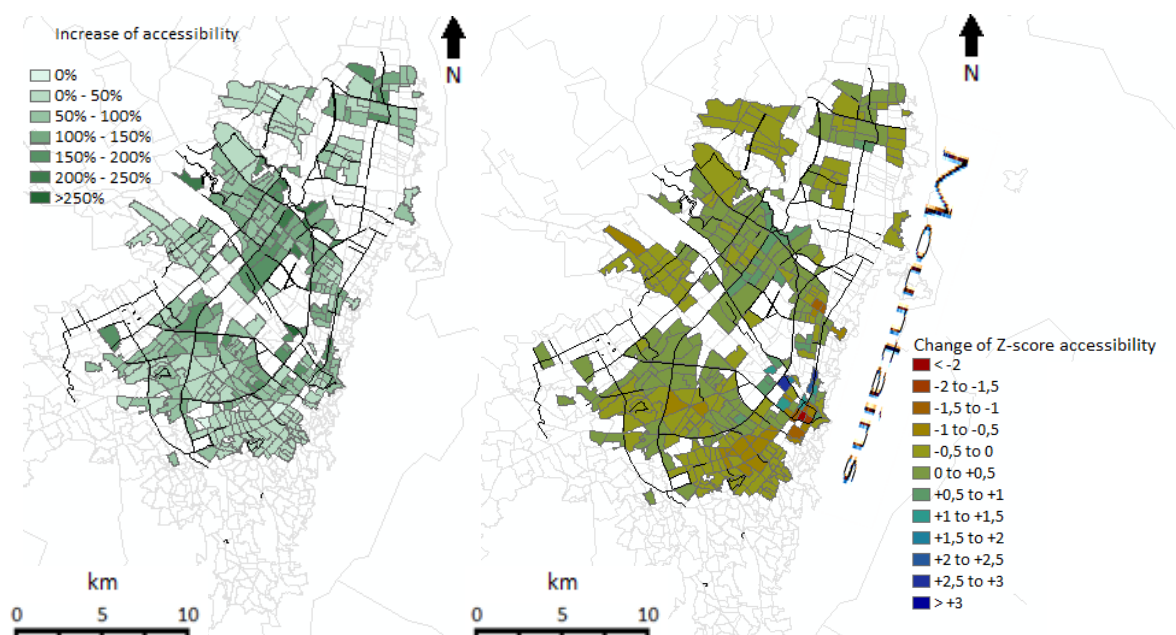 Increase of accessibility
0%
0% - 50%
50% - 100%
100% - 150%
150% - 200%
200% - 250%
>250%
N
km
0 5 10
N
Mountains
Change of Z-score accessibility
< -2
-2 to -1,5
-1,5 to -1
-1 to -0,5
-0,5 to 0
0 to +0,5
+0,5 to +1
+1 to +1,5
+1,5 to +2
+2 to +2,5
+2,5 to +3
> +3
km
0 5 10